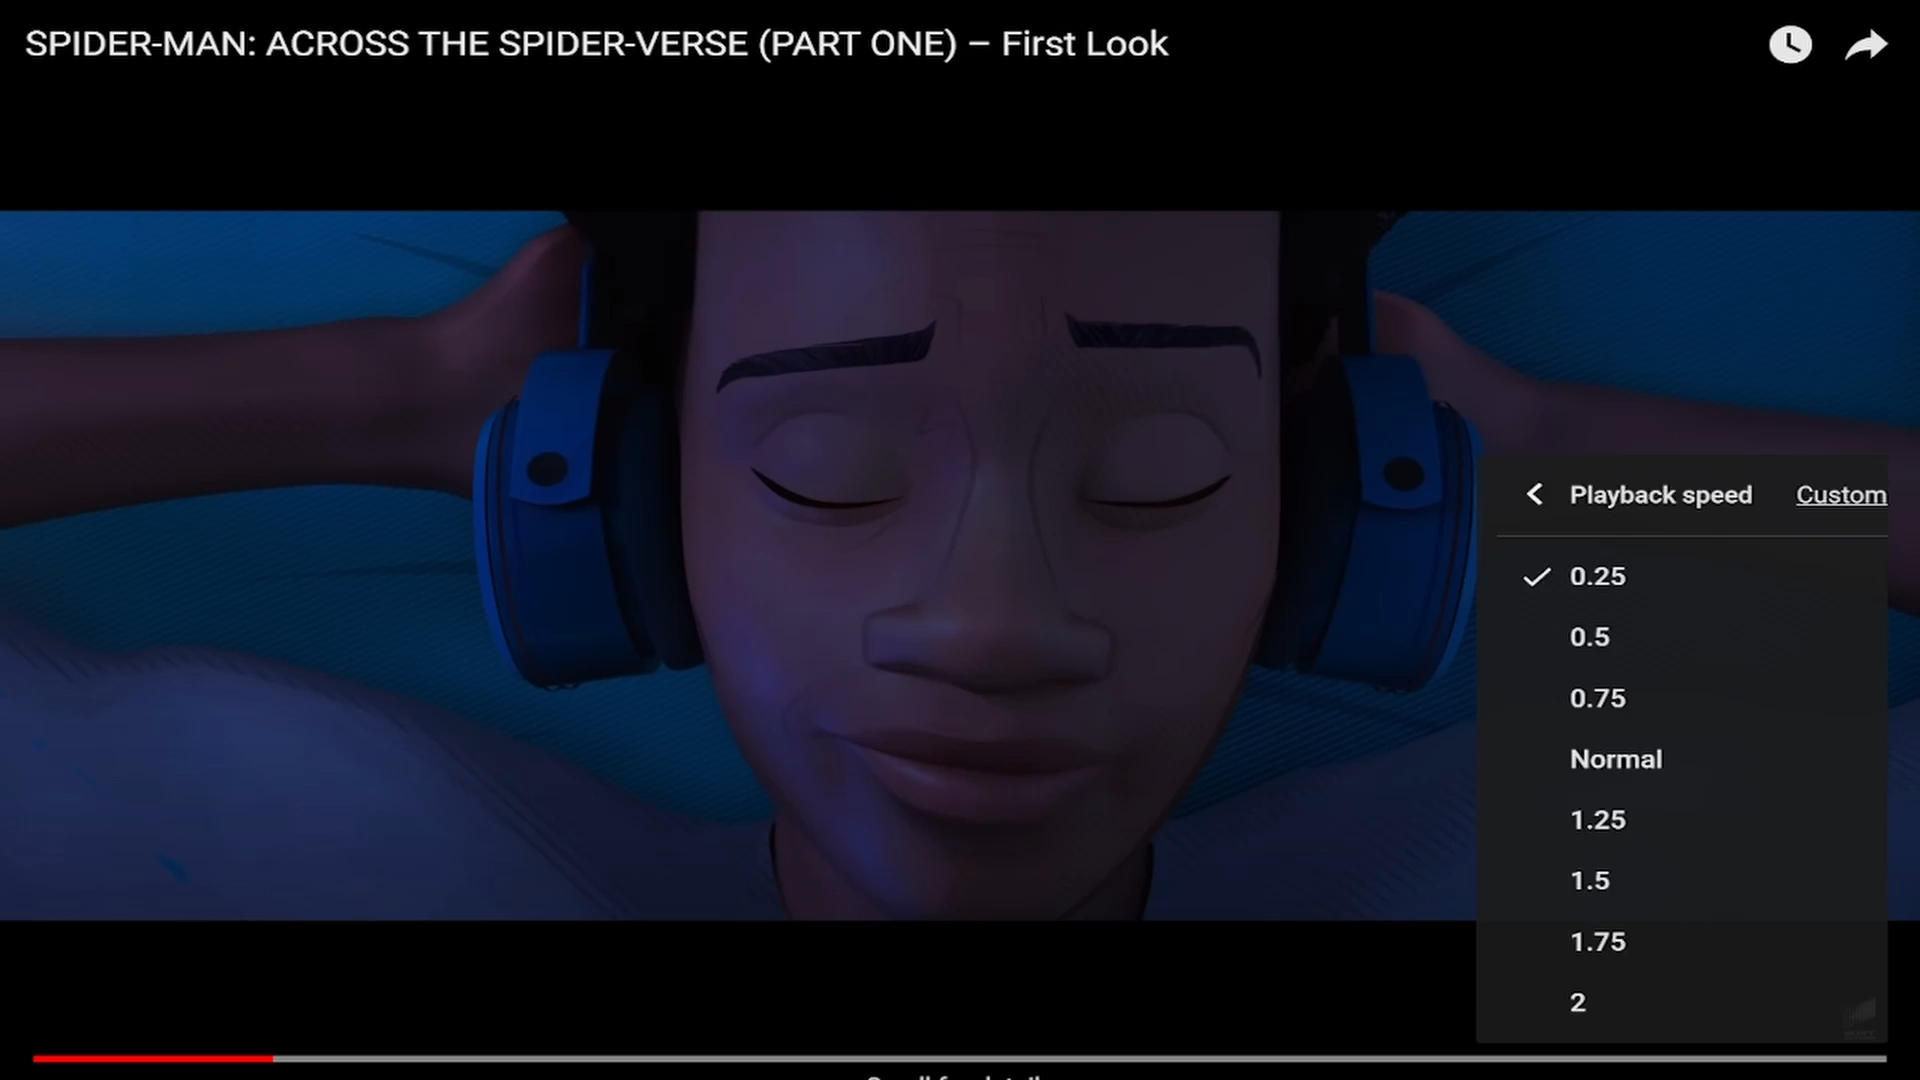 SPIDER-MAN: ACROSS THE SPIDER-VERSE (PART ONE) – First Look
Playback speed Custom
0.25
0.5
0.75
Normal
1.25
1.5
1.75
2